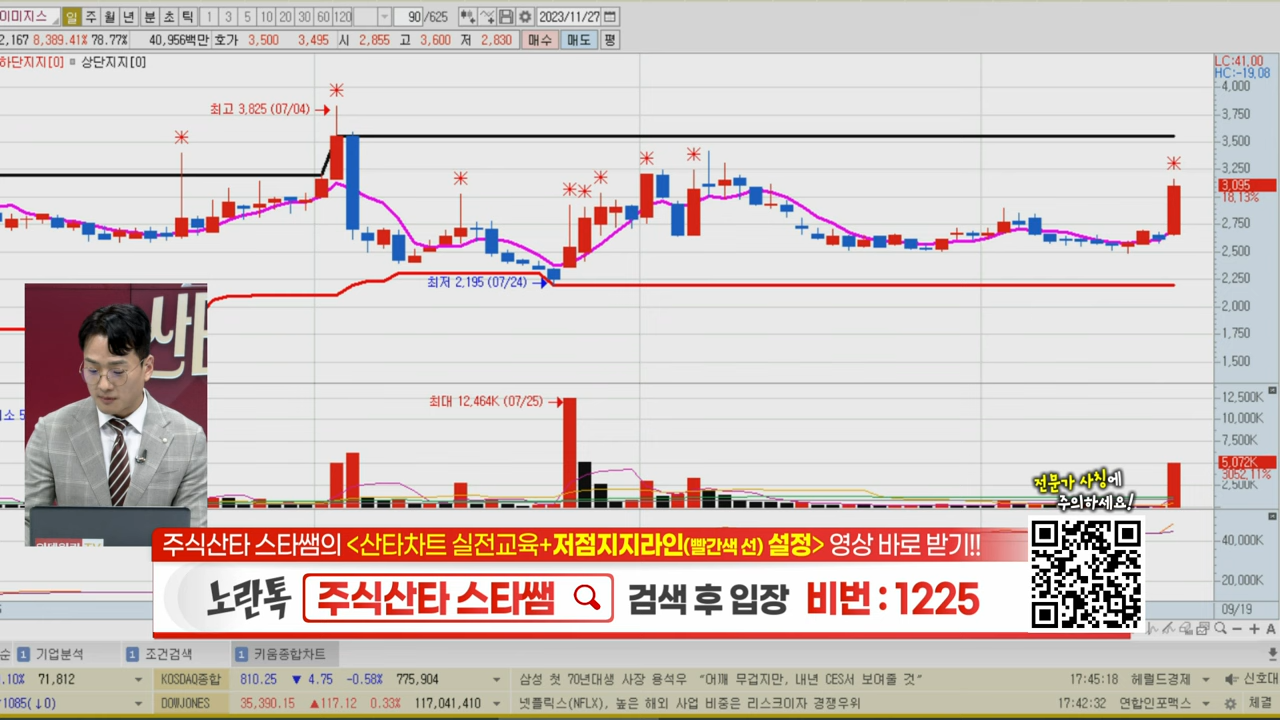 이미지스 일 주 월 년 분 초 틱 1 3 5 10 20 30 60 120 90 /625 2023/11/27
2,167 8,389.41% 78.77% 40,956백만 호가 3,500 3,495 시 2,855 고 3,600 저 2,830 매수 매도 평
하단지지[0] 상단지지[0]
LC:41.00
HC:-19.08
4,000
최고 3,825 (07/04)
3,750
3,500
3,250
3,095
18.13%
2,750
2,500
최저 2,195 (07/24)
2,250
2,000
1,750
1,500
산타
최대 12,464K (07/25)
12,500K
10,000K
7,500K
5,072K
3052.11%
2,500K
전문가 사칭에
주의하세요!
주식산타 스타쌤의 <산타차트 실전교육+저점지지라인(빨간색 선) 설정> 영상 바로 받기!!
노란톡 주식산타 스타쌤 검색 후 입장 비번 : 1225
40,000K
20,000K
09/19
A
순 1 기업분석 1 조건검색 1 키움종합차트
.10% 71,812 KOSDAQ종합 810.25 ▼ 4.75 -0.58% 775,904 삼성 첫 70년대생 사장 용석우 “어깨 무겁지만, 내년 CES서 보여줄 것” 17:45:18 헤럴드경제 신호대
1085(↓0) DOWJONES 35,390.15 ▲117.12 0.33% 117,041,410 넷플릭스(NFLX), 높은 해외 사업 비중은 리스크이자 경쟁우위 17:42:32 연합인포맥스 체결